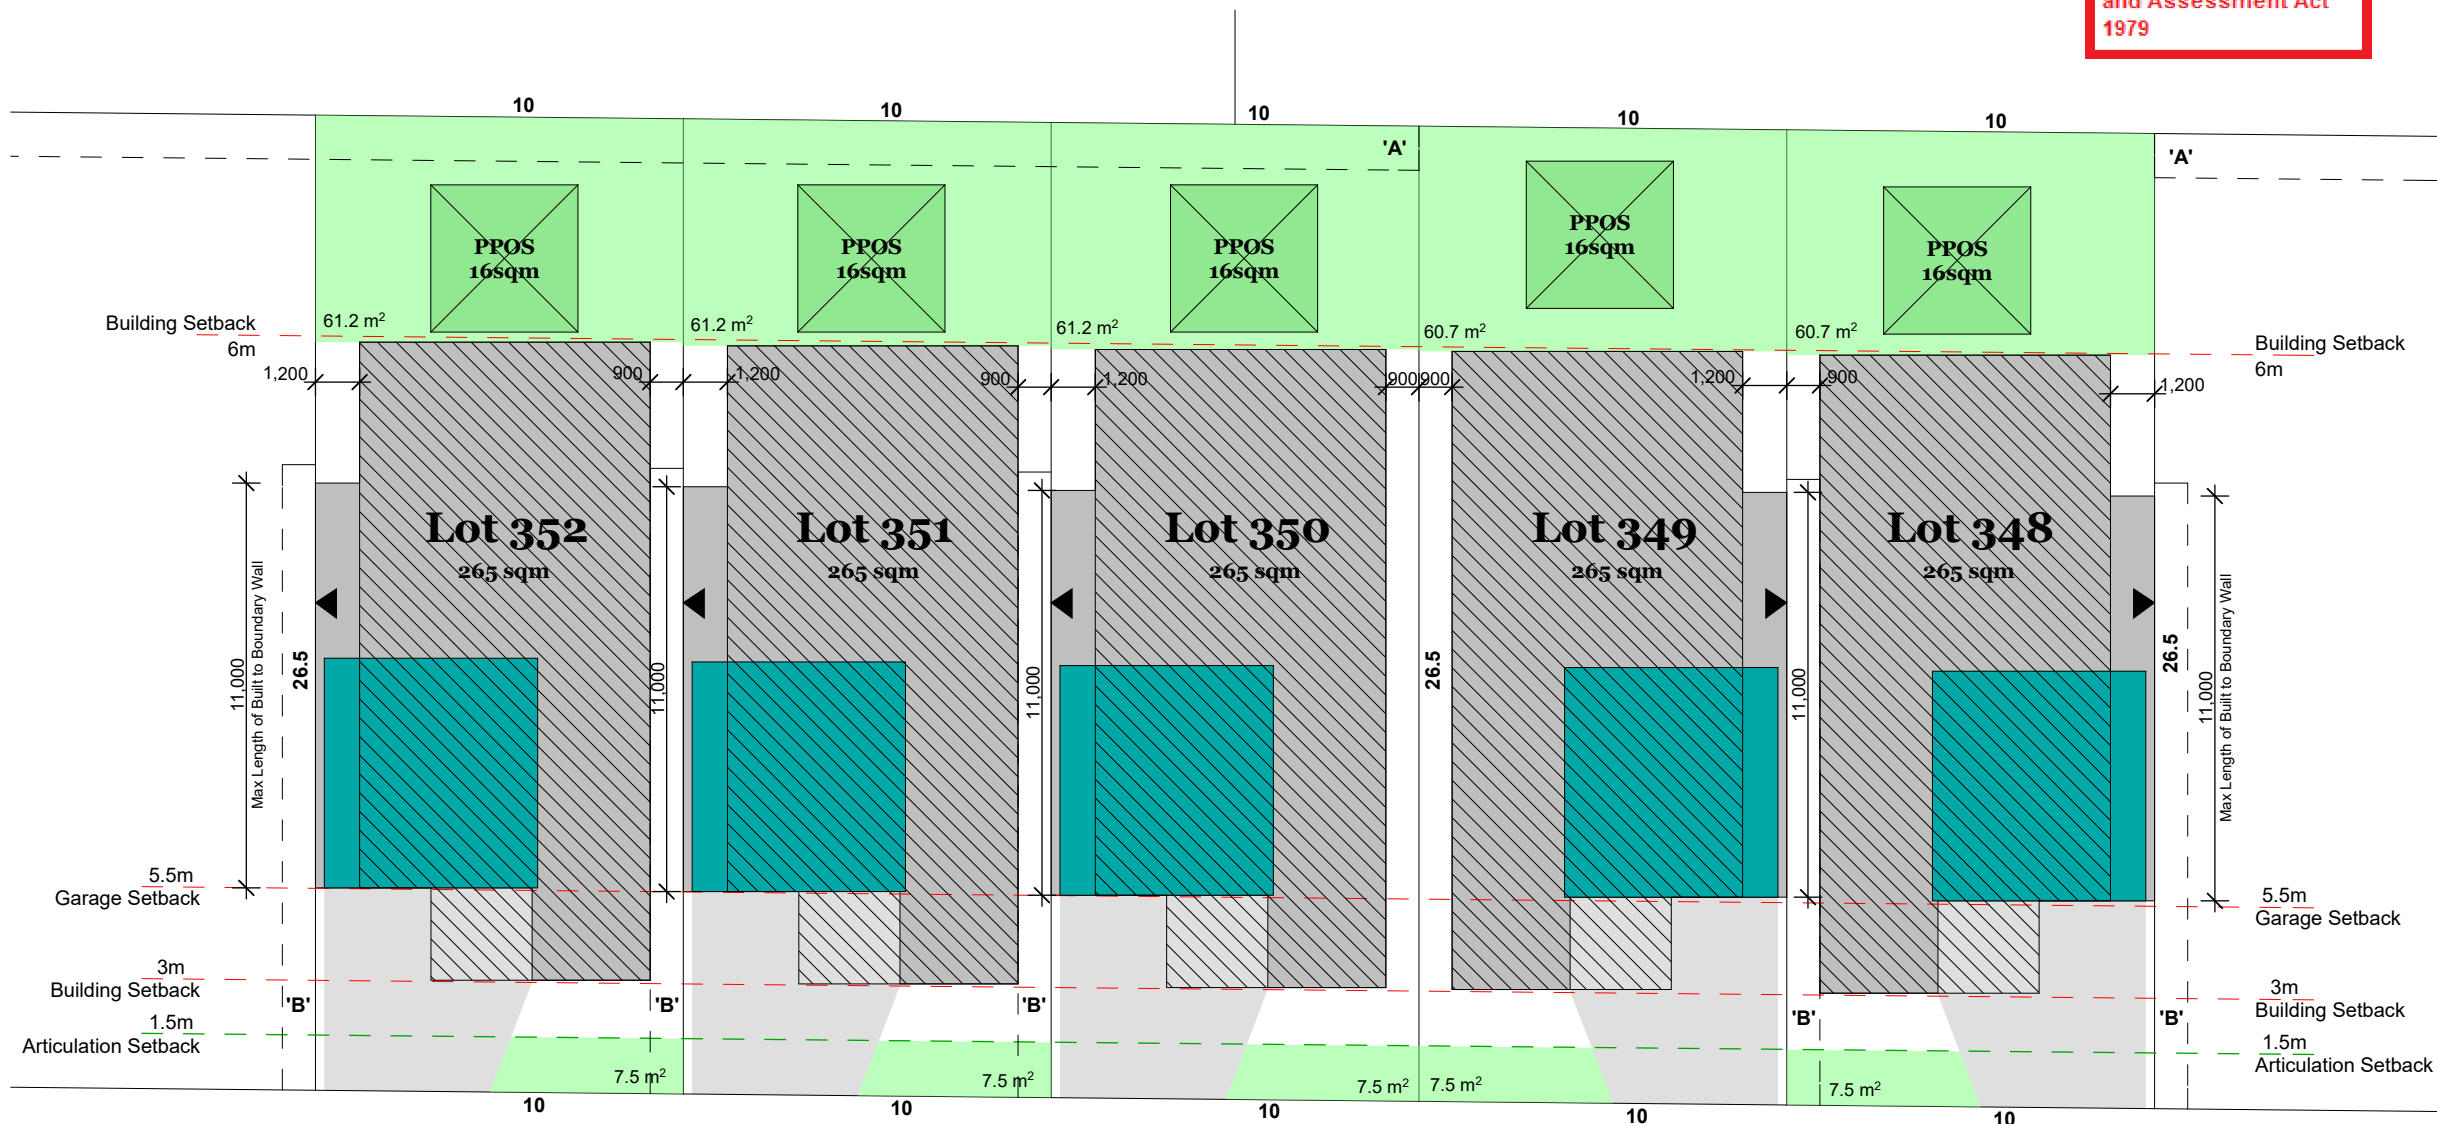 and Assessment Act
1979
10
10
10
10
10
'A'
'A'
PPOS
16sqm
PPOS
16sqm
PPOS
16sqm
PPOS
16sqm
PPOS
16sqm
Building Setback
6m
61.2 m²
61.2 m²
61.2 m²
60.7 m²
60.7 m²
Building Setback
6m
1,200
900
1,200
900
1,200
900
900
1,200
900
1,200
Lot 352
265 sqm
Lot 351
265 sqm
Lot 350
265 sqm
Lot 349
265 sqm
Lot 348
265 sqm
11,000
Max Length of Built to Boundary Wall
26.5
11,000
11,000
26.5
11,000
26.5
11,000
Max Length of Built to Boundary Wall
5.5m
Garage Setback
5.5m
Garage Setback
3m
Building Setback
3m
Building Setback
'B'
'B'
'B'
'B'
'B'
1.5m
Articulation Setback
1.5m
Articulation Setback
7.5 m²
7.5 m²
7.5 m²
7.5 m²
7.5 m²
10
10
10
10
10